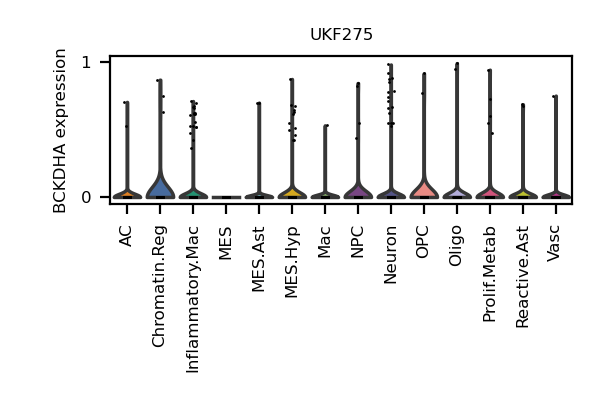 UKF275
BCKDHA expression
1
0
AC
Chromatin.Reg
Inflammatory.Mac
MES
MES.Ast
MES.Hyp
Mac
NPC
Neuron
OPC
Oligo
Prolif.Metab
Reactive.Ast
Vasc